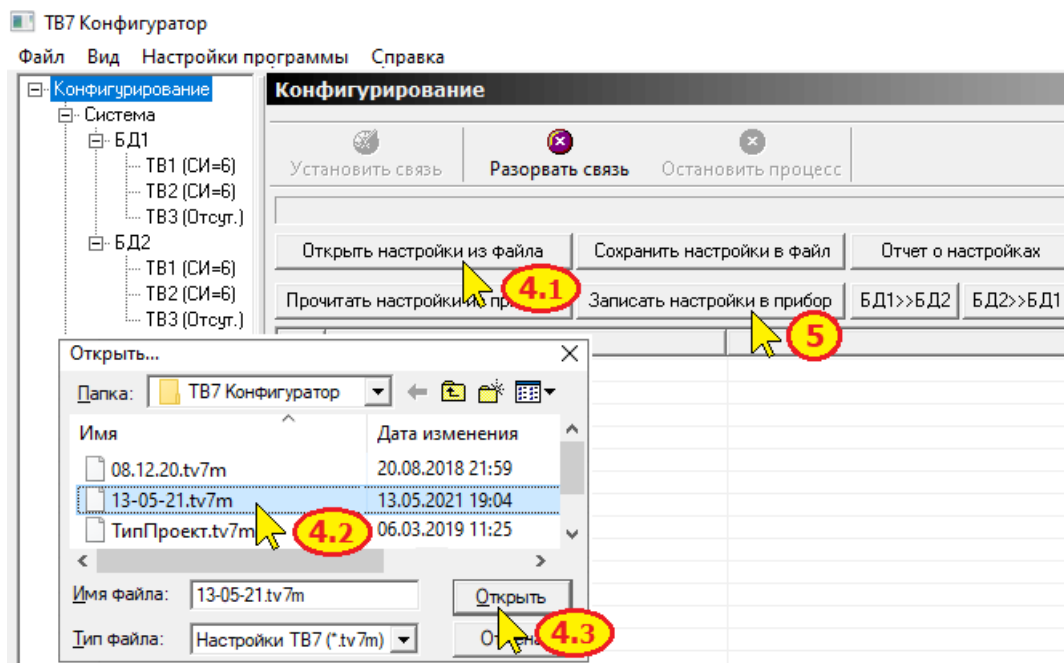 ТВ7 Конфигуратор
Файл Вид Настройки программы Справка
Конфигурирование
Система
БД1
ТВ1 (СИ=6)
ТВ2 (СИ=6)
ТВ3 (Отсут.)
БД2
ТВ1 (СИ=6)
ТВ2 (СИ=6)
ТВ3 (Отсут.)
Конфигурирование
Установить связь Разорвать связь Остановить процесс
Открыть настройки из файла Сохранить настройки в файл Отчет о настройках
4.1
Прочитать настройки Записать настройки в прибор БД1>>БД2 БД2>>БД1
5
Открыть...
Папка: ТВ7 Конфигуратор
Имя Дата изменения
08.12.20.tv7m 20.08.2018 21:59
13-05-21.tv7m 13.05.2021 19:04
ТипПроект.tv7m 06.03.2019 11:25
4.2
Имя файла: 13-05-21.tv7m Открыть
Тип файла: Настройки ТВ7 (*.tv7m)
4.3